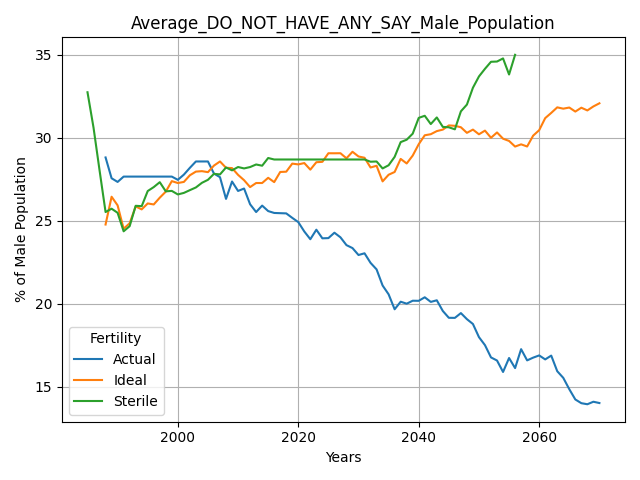 Average_DO_NOT_HAVE_ANY_SAY_Male_Population
% of Male Population
35
30
25
20
15
Fertility
Actual
Ideal
Sterile
2000
2020
2040
2060
Years